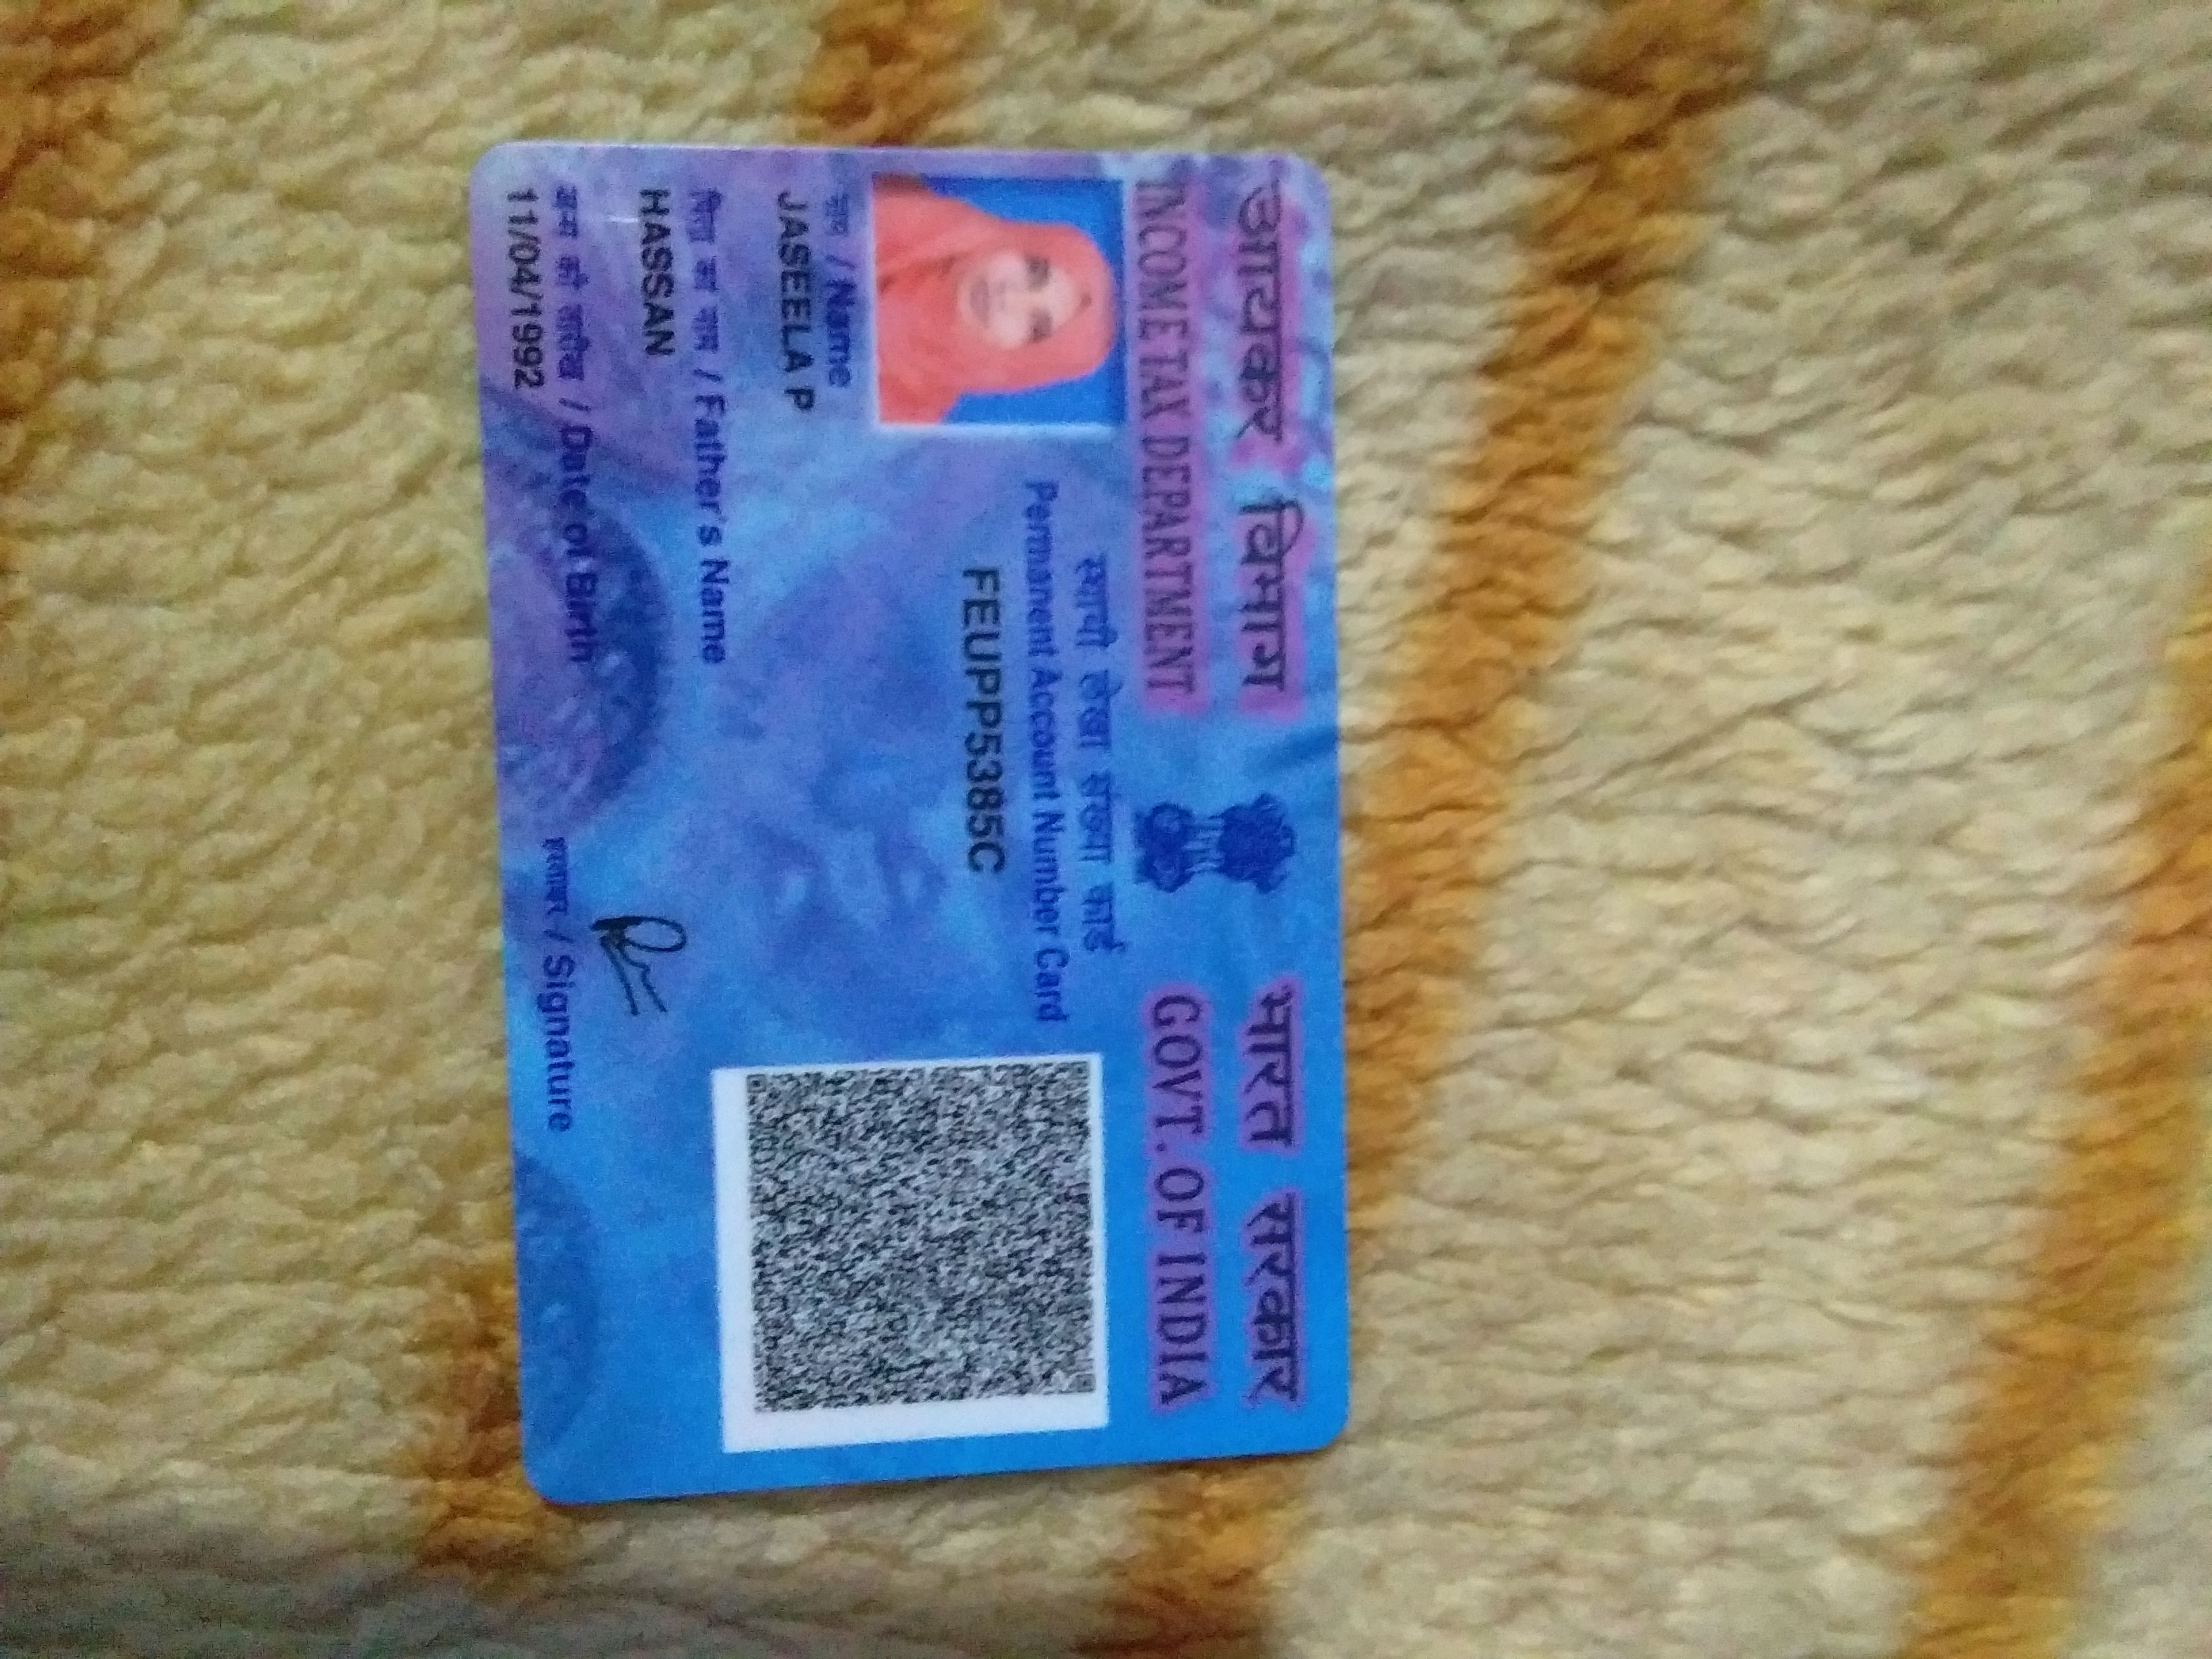 आयकर विभाग
INCOME TAX DEPARTMENT
भारत सरकार
GOVT. OF INDIA
स्थायी लेखा संख्या कार्ड
Permanent Account Number Card
FEUPP5385C
नाम / Name
JASEELA P
पिता का नाम / Father's Name
HASSAN
जन्म की तारीख / Date of Birth
11/04/1992
हस्ताक्षर / Signature